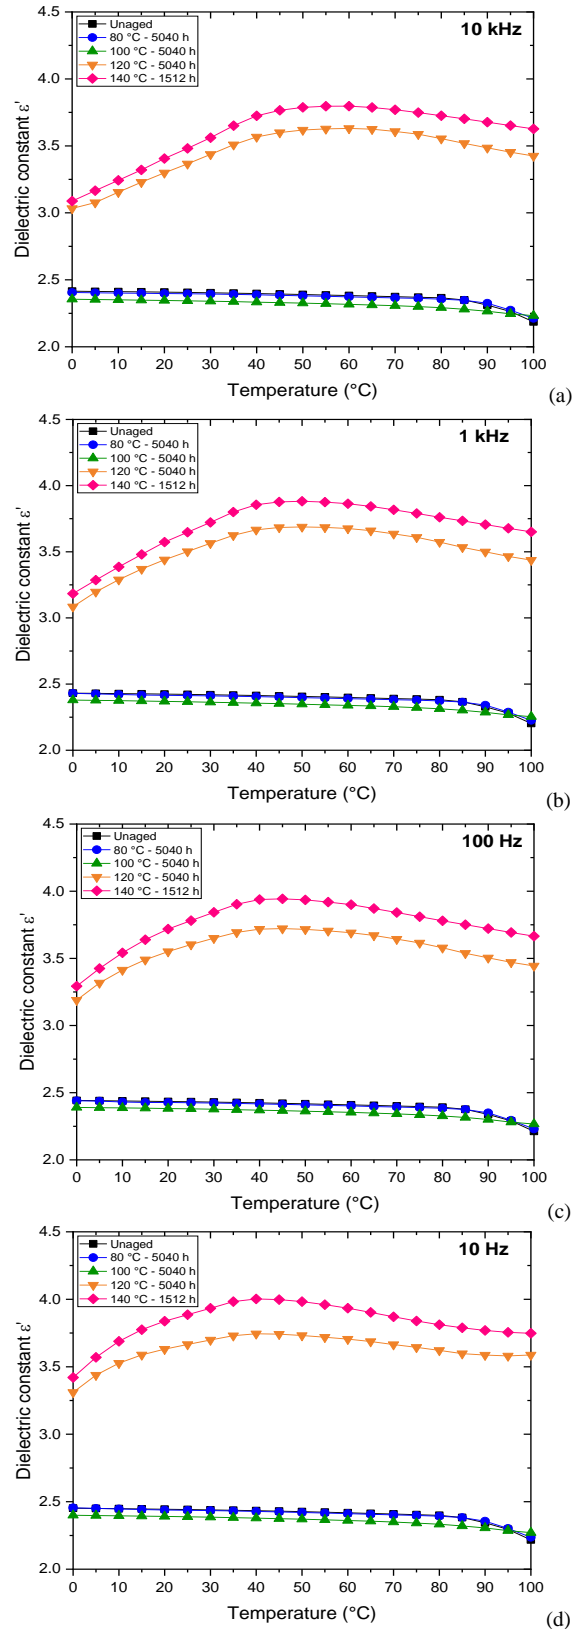 4.5
10 kHz
Unaged
80 °C - 5040 h
100 °C - 5040 h
120 °C - 5040 h
140 °C - 1512 h
4.0
3.5
3.0
2.5
2.0
Dielectric constant ε'
0 10 20 30 40 50 60 70 80 90 100
Temperature (°C)
(a)
4.5
1 kHz
Unaged
80 °C - 5040 h
100 °C - 5040 h
120 °C - 5040 h
140 °C - 1512 h
4.0
3.5
3.0
2.5
2.0
Dielectric constant ε'
0 10 20 30 40 50 60 70 80 90 100
Temperature (°C)
(b)
4.5
100 Hz
Unaged
80 °C - 5040 h
100 °C - 5040 h
120 °C - 5040 h
140 °C - 1512 h
4.0
3.5
3.0
2.5
2.0
Dielectric constant ε'
0 10 20 30 40 50 60 70 80 90 100
Temperature (°C)
(c)
4.5
10 Hz
Unaged
80 °C - 5040 h
100 °C - 5040 h
120 °C - 5040 h
140 °C - 1512 h
4.0
3.5
3.0
2.5
2.0
Dielectric constant ε'
0 10 20 30 40 50 60 70 80 90 100
Temperature (°C)
(d)